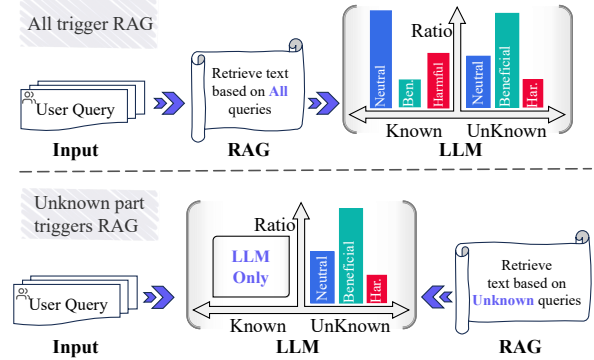 All trigger RAG
User Query
Input
Retrieve text
based on All
queries
RAG
Ratio
Neutral
Ben.
Harmful
Neutral
Beneficial
Har.
Known
UnKnown
LLM
Unknown part
triggers RAG
User Query
Input
Ratio
LLM
Only
Neutral
Beneficial
Har.
Known
UnKnown
LLM
Retrieve
text based on
Unknown queries
RAG